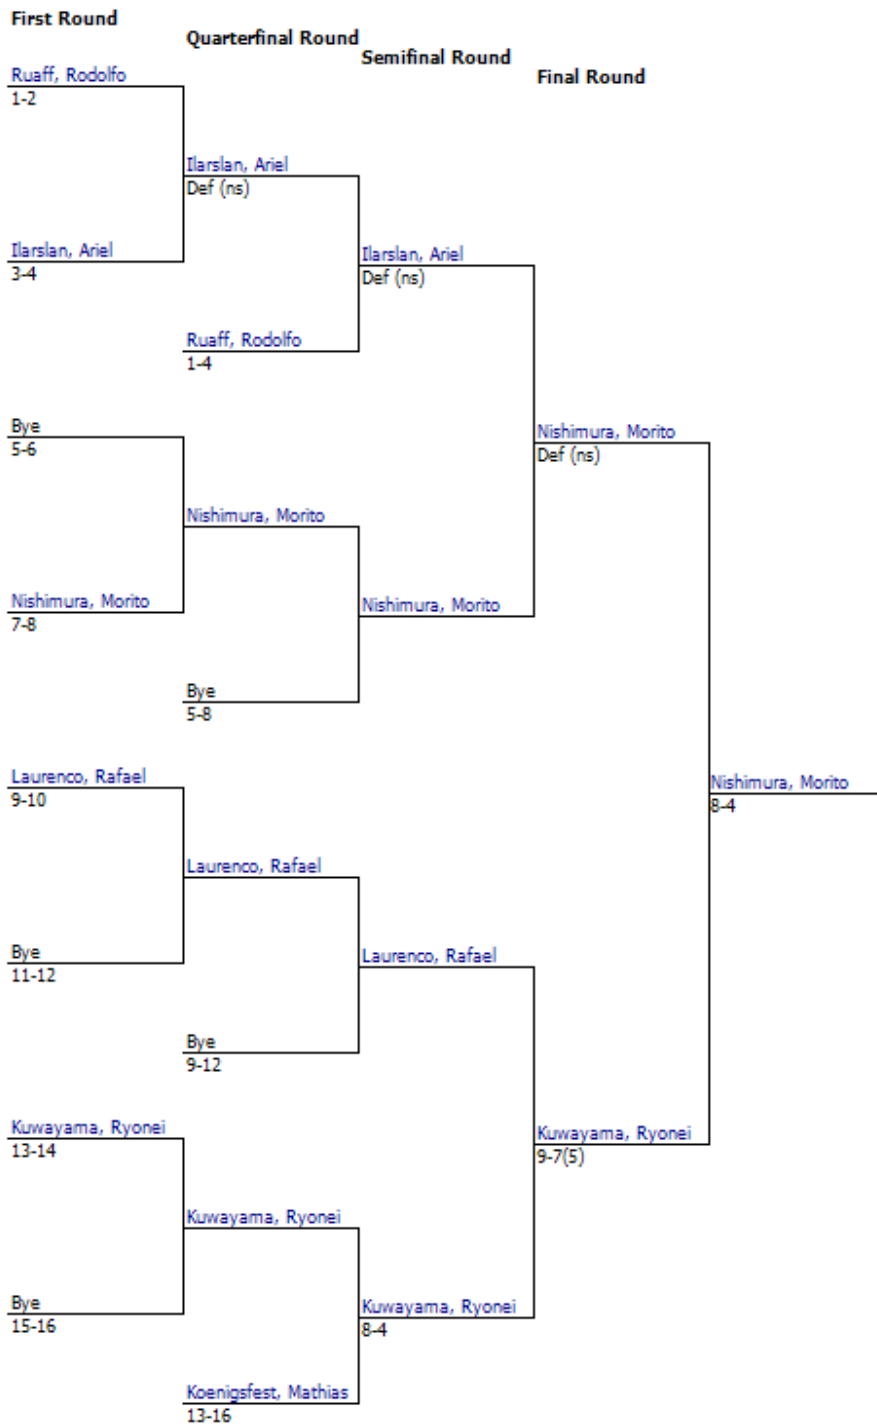 First Round
Quarterfinal Round
Semifinal Round
Final Round
Ruaff, Rodolfo
1-2
Ilarslan, Ariel
Def (ns)
Ilarslan, Ariel
3-4
Ilarslan, Ariel
Def (ns)
Ruaff, Rodolfo
1-4
Bye
5-6
Nishimura, Morito
Def (ns)
Nishimura, Morito
Nishimura, Morito
7-8
Nishimura, Morito
Bye
5-8
Laurenco, Rafael
9-10
Nishimura, Morito
8-4
Laurenco, Rafael
Bye
11-12
Laurenco, Rafael
Bye
9-12
Kuwayama, Ryonei
13-14
Kuwayama, Ryonei
9-7(5)
Kuwayama, Ryonei
Bye
15-16
Kuwayama, Ryonei
8-4
Koenigsfest, Mathias
13-16